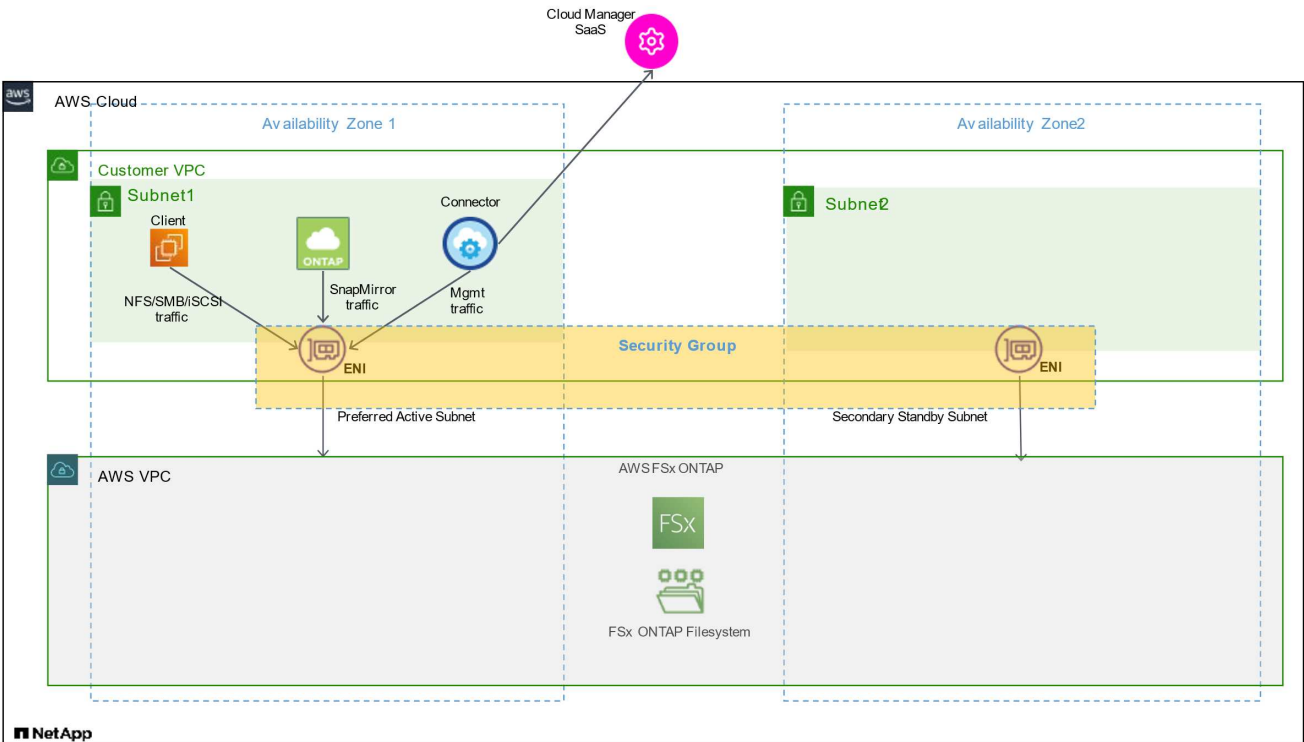 Cloud Manager
SaaS
aws
AWS Cloud
Availability Zone 1
Availability Zone2
Customer VPC
Subnet1
Subnet2
Client
Connector
ONTAP
NFS/SMB/iSCSI
traffic
SnapMirror
traffic
Mgmt
traffic
Security Group
ENI
ENI
Preferred Active Subnet
Secondary Standby Subnet
AWS VPC
AWS FSx ONTAP
FSx
FSx ONTAP Filesystem
NetApp